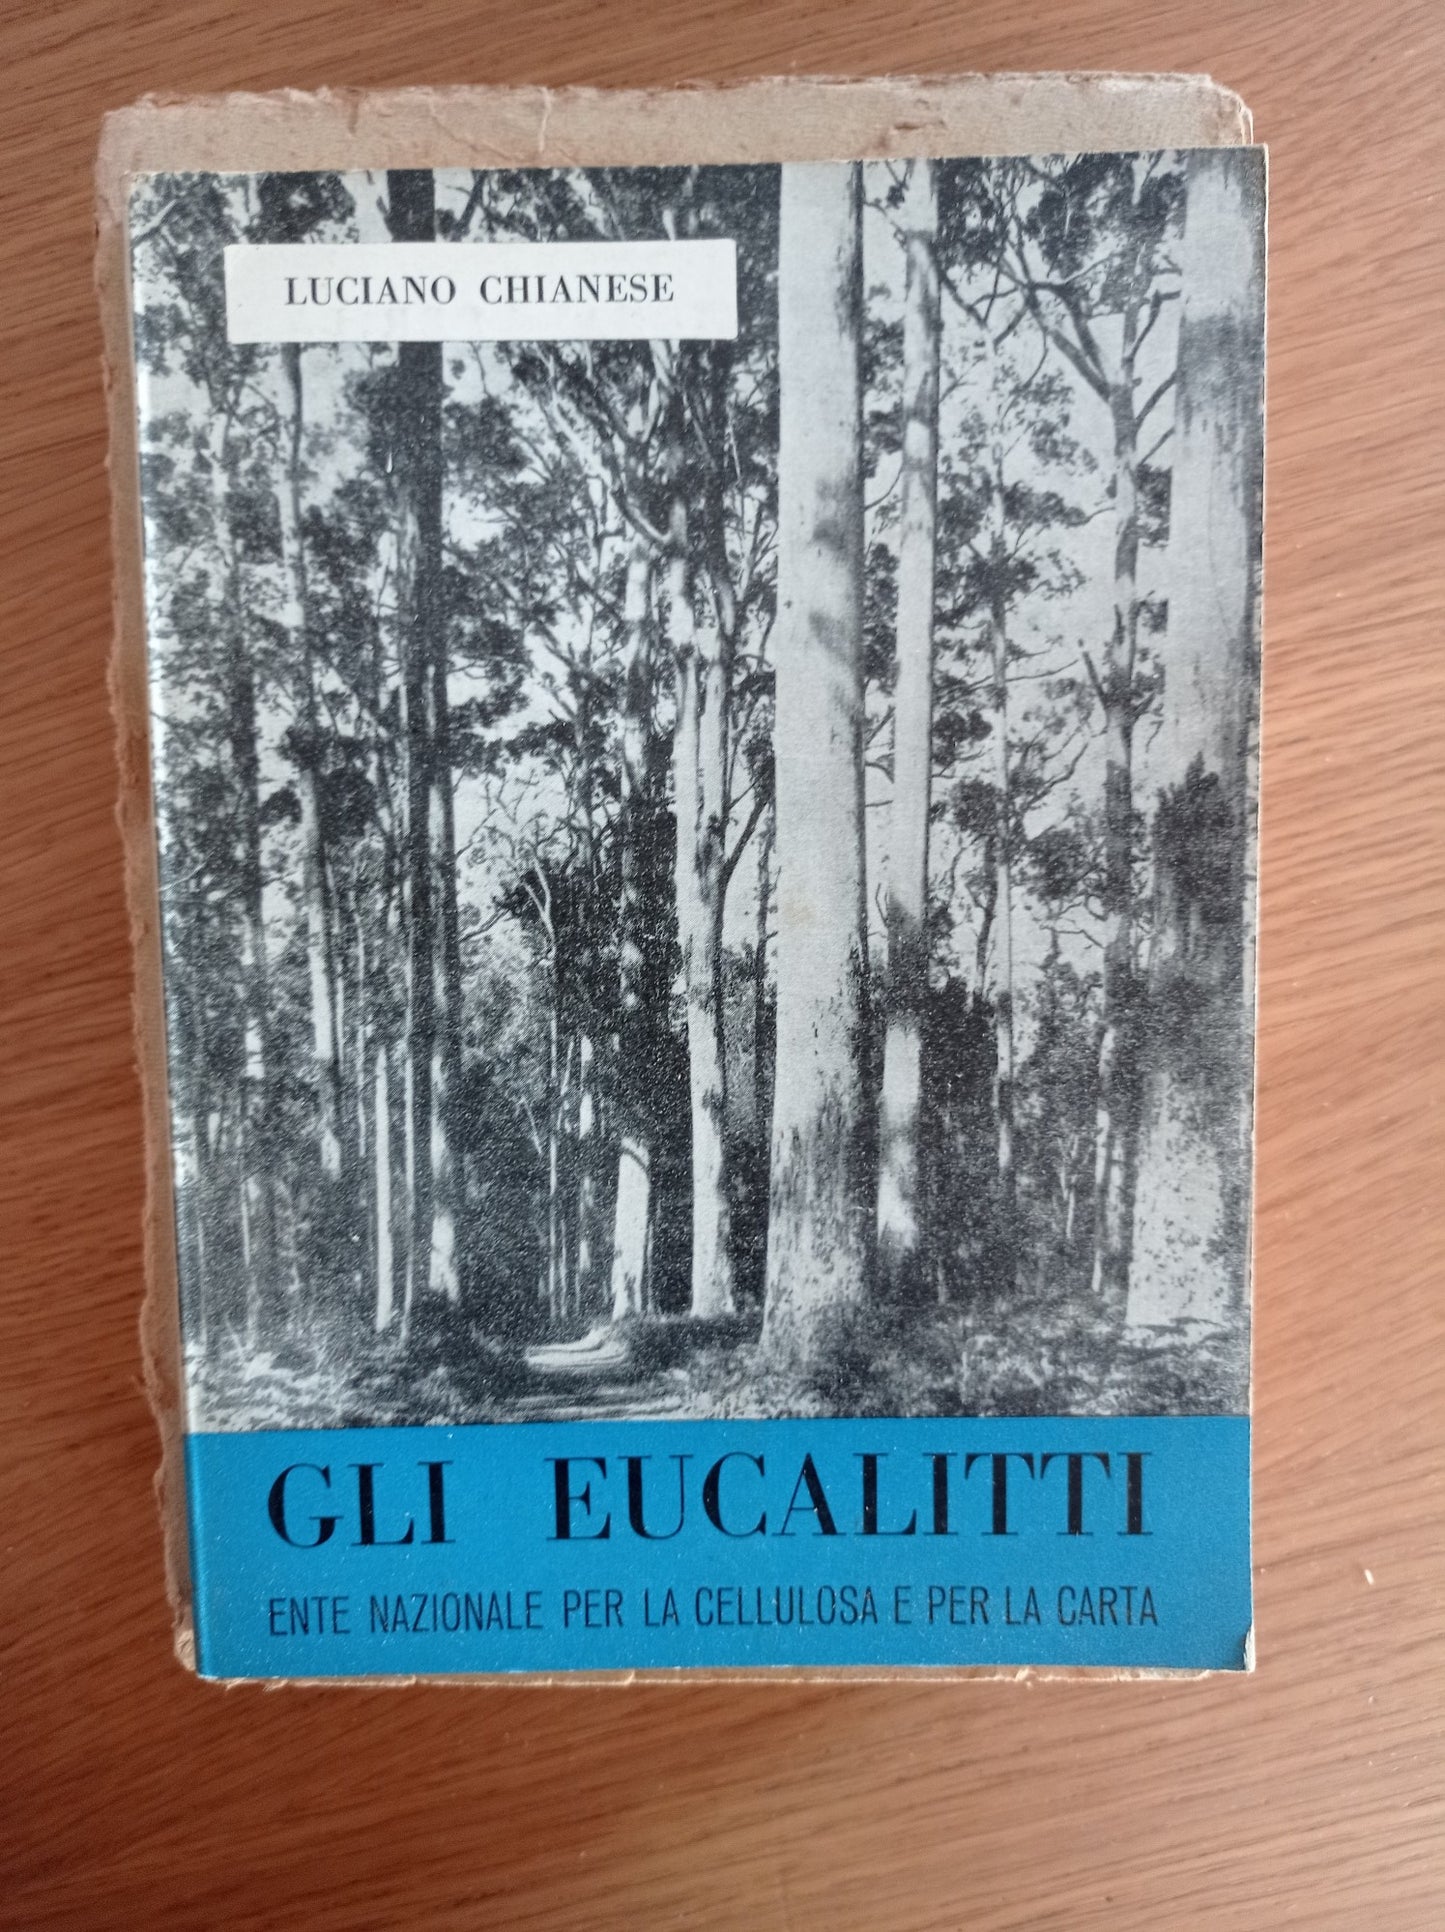 LUCIANO CHIANESE
GLI EUCALITTI
ENTE NAZIONALE PER LA CELLULOSA E PER LA CARTA